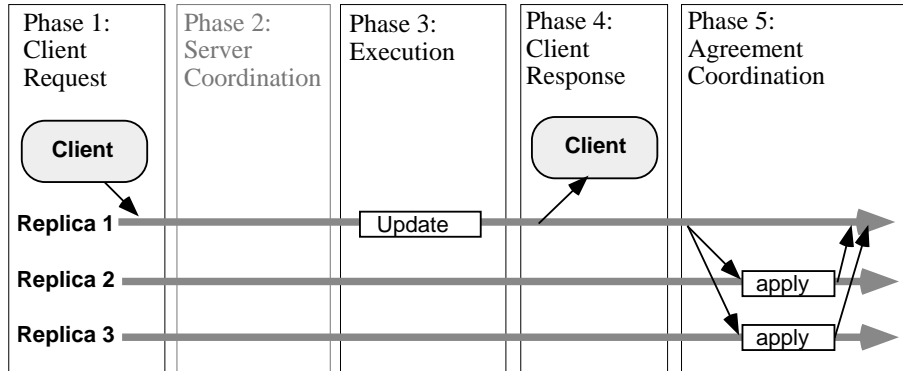 Phase 1:
Client
Request
Phase 2:
Server
Coordination
Phase 3:
Execution
Phase 4:
Client
Response
Phase 5:
Agreement
Coordination
Client
Client
Replica 1
Update
Replica 2
apply
Replica 3
apply